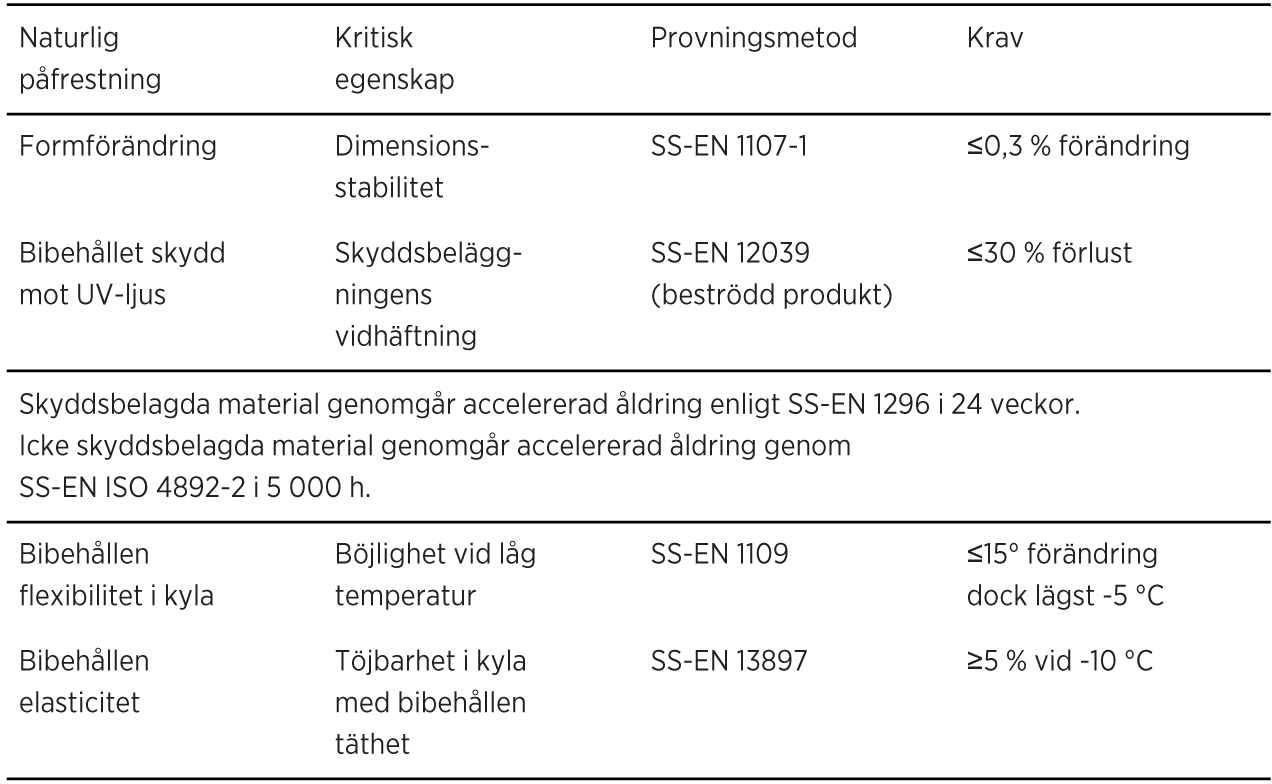 Naturlig påfrestning	Kritisk egenskap	Provningsmetod	Krav
Formförändring	Dimensions-stabilitet	SS-EN 1107-1	≤0,3 % förändring
Bibehållet skydd mot UV-ljus	Skyddsbelägg-ningens vidhäftning	SS-EN 12039 (beströdd produkt)	≤30 % förlust
Skyddsbelagda material genomgår accelererad åldring enligt SS-EN 1296 i 24 veckor.
Icke skyddsbelagda material genomgår accelererad åldring genom
SS-EN ISO 4892-2 i 5 000 h.
Bibehållen flexibilitet i kyla	Böjlighet vid låg temperatur	SS-EN 1109	≤15° förändring dock lägst -5 °C
Bibehållen elasticitet	Töjbarhet i kyla med bibehållen täthet	SS-EN 13897	≥5 % vid -10 °C